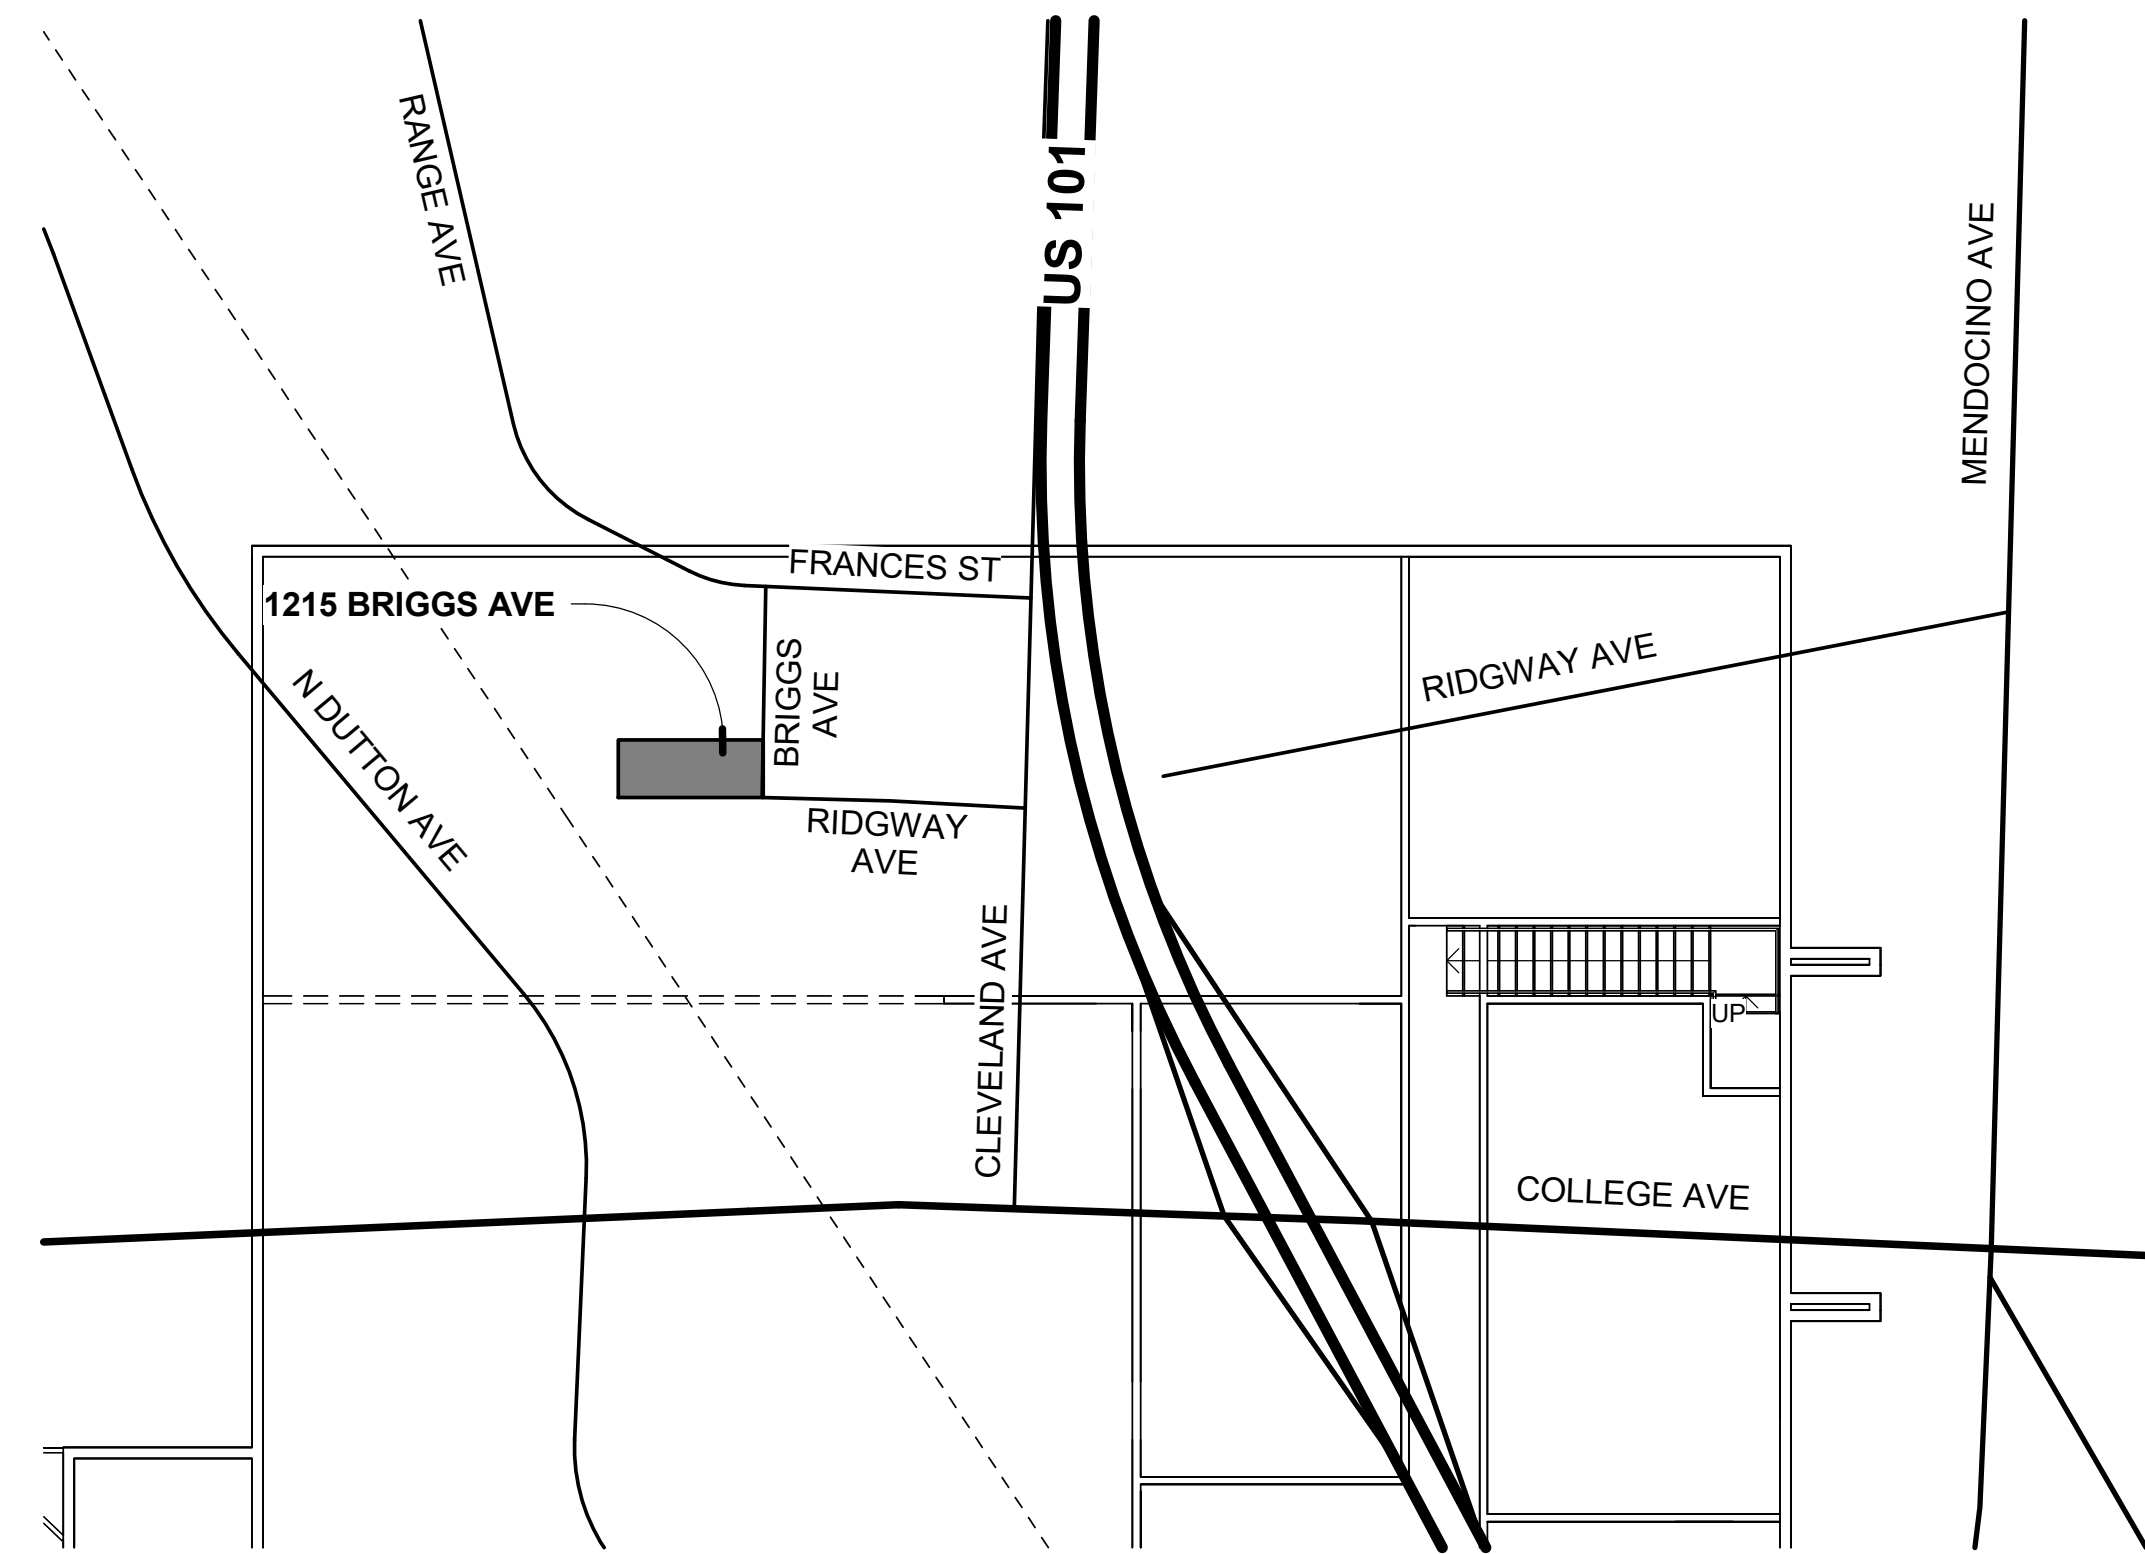 RANGE AVE
US 101
MENDOCINO AVE
FRANCES ST
1215 BRIGGS AVE
BRIGGS
AVE
RIDGWAY AVE
N DUTTON AVE
RIDGWAY
AVE
CLEVELAND AVE
UP
COLLEGE AVE